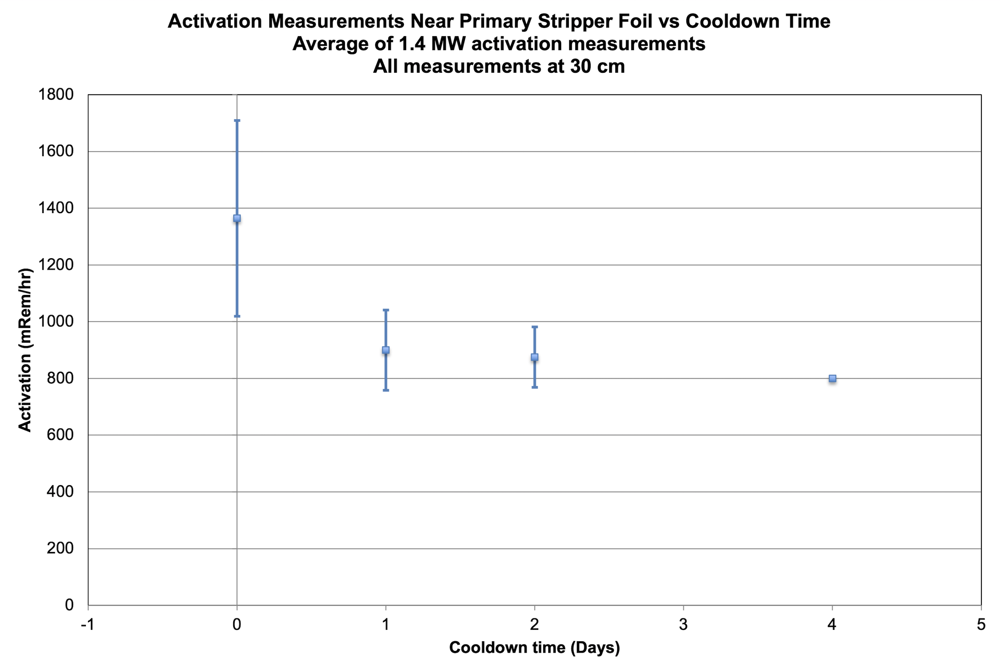 Activation Measurements Near Primary Stripper Foil vs Cooldown Time
Average of 1.4 MW activation measurements
All measurements at 30 cm
1800
1600
1400
1200
1000
800
600
400
200
0
Activation (mRem/hr)
-1 0 1 2 3 4 5
Cooldown time (Days)